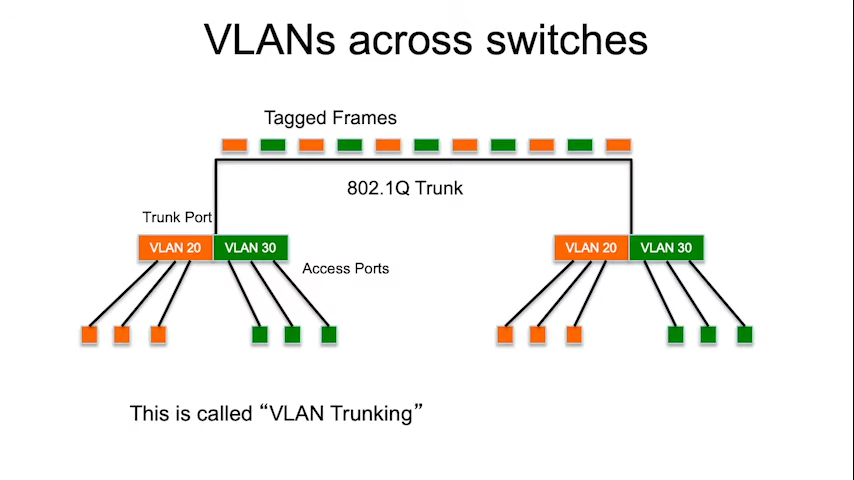 VLANs across switches
Tagged Frames
802.1Q Trunk
Trunk Port
VLAN 20 VLAN 30
VLAN 20 VLAN 30
Access Ports
This is called “VLAN Trunking”